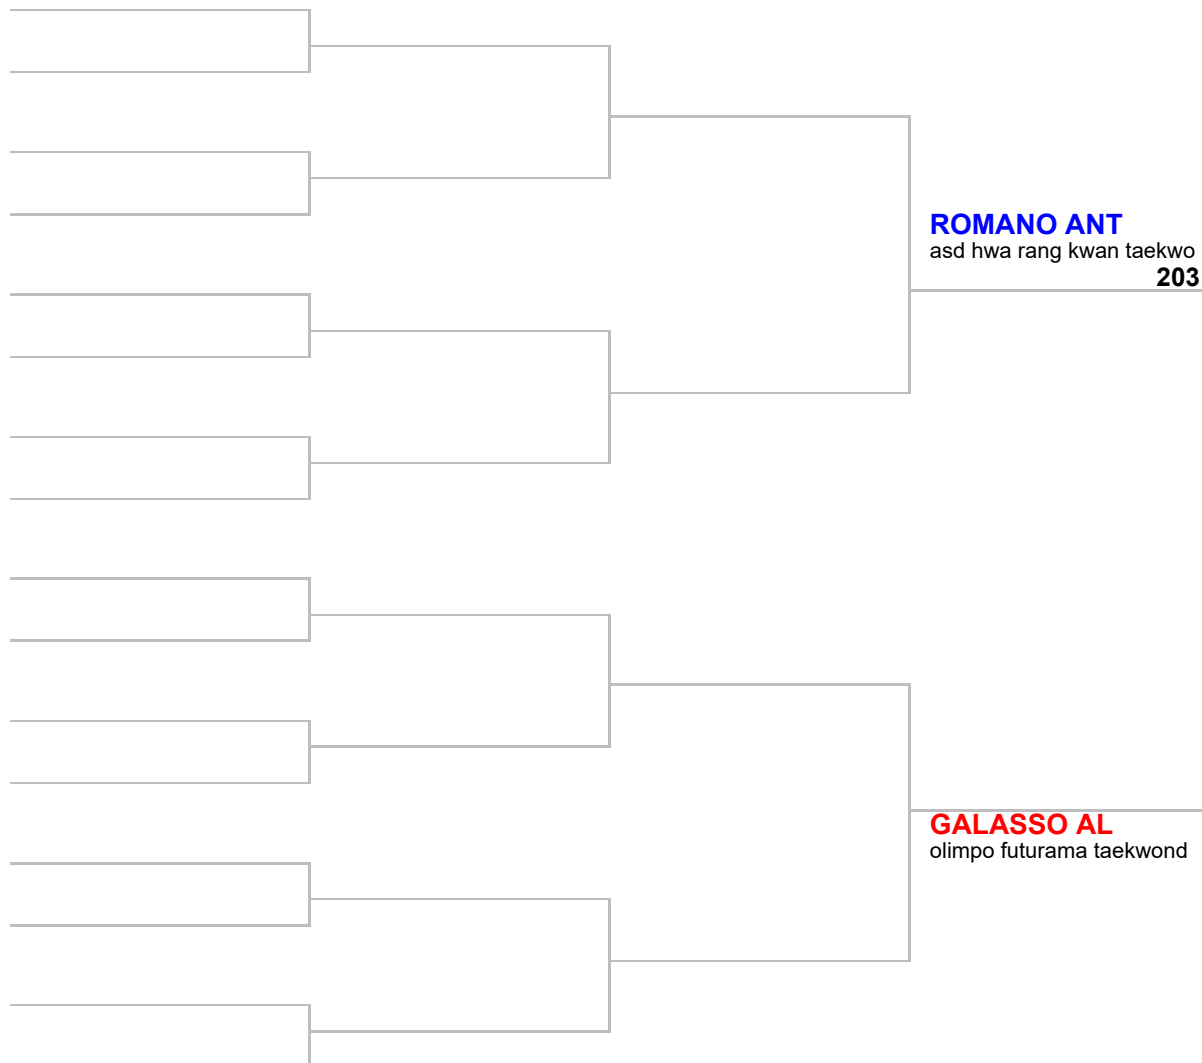 ROMANO ANT
asd hwa rang kwan taekwo
203
GALASSO AL
olimpo futurama taekwond